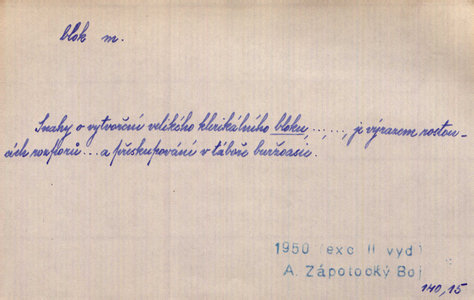 blok m.
Snahy o vytvoření velikého klerikálního bloku, ......, je výrazem rostou-
cích rozporů... a přeskupování v táboře buržoasie.
1950 (exc II vyd)
A. Zápotocký Boj
140,15